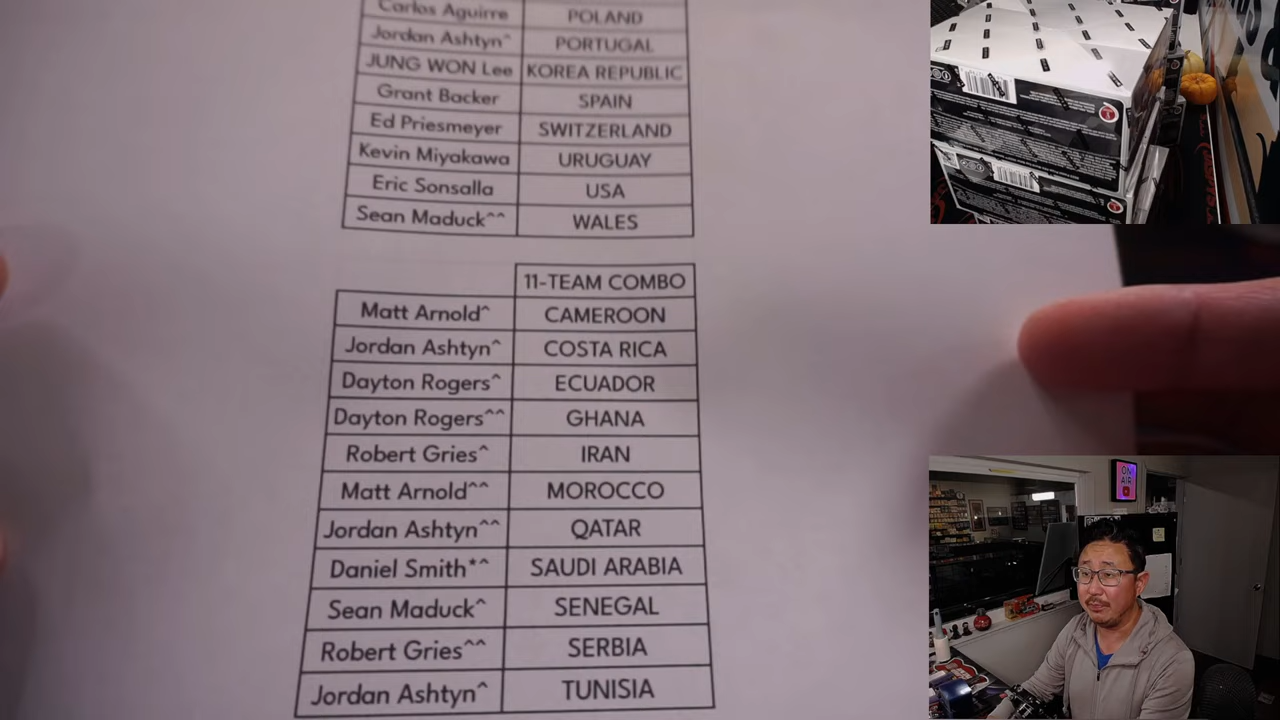 Carlos Aguirre POLAND
Jordan Ashtyn^ PORTUGAL
JUNG WON Lee KOREA REPUBLIC
Grant Backer SPAIN
Ed Priesmeyer SWITZERLAND
Kevin Miyakawa URUGUAY
Eric Sonsalla USA
Sean Maduck^^ WALES
11-TEAM COMBO
Matt Arnold^ CAMEROON
Jordan Ashtyn^ COSTA RICA
Dayton Rogers^ ECUADOR
Dayton Rogers^^ GHANA
Robert Gries^ IRAN
Matt Arnold^^ MOROCCO
Jordan Ashtyn^^ QATAR
Daniel Smith*^ SAUDI ARABIA
Sean Maduck^ SENEGAL
Robert Gries^^ SERBIA
Jordan Ashtyn^ TUNISIA
ON
AIR